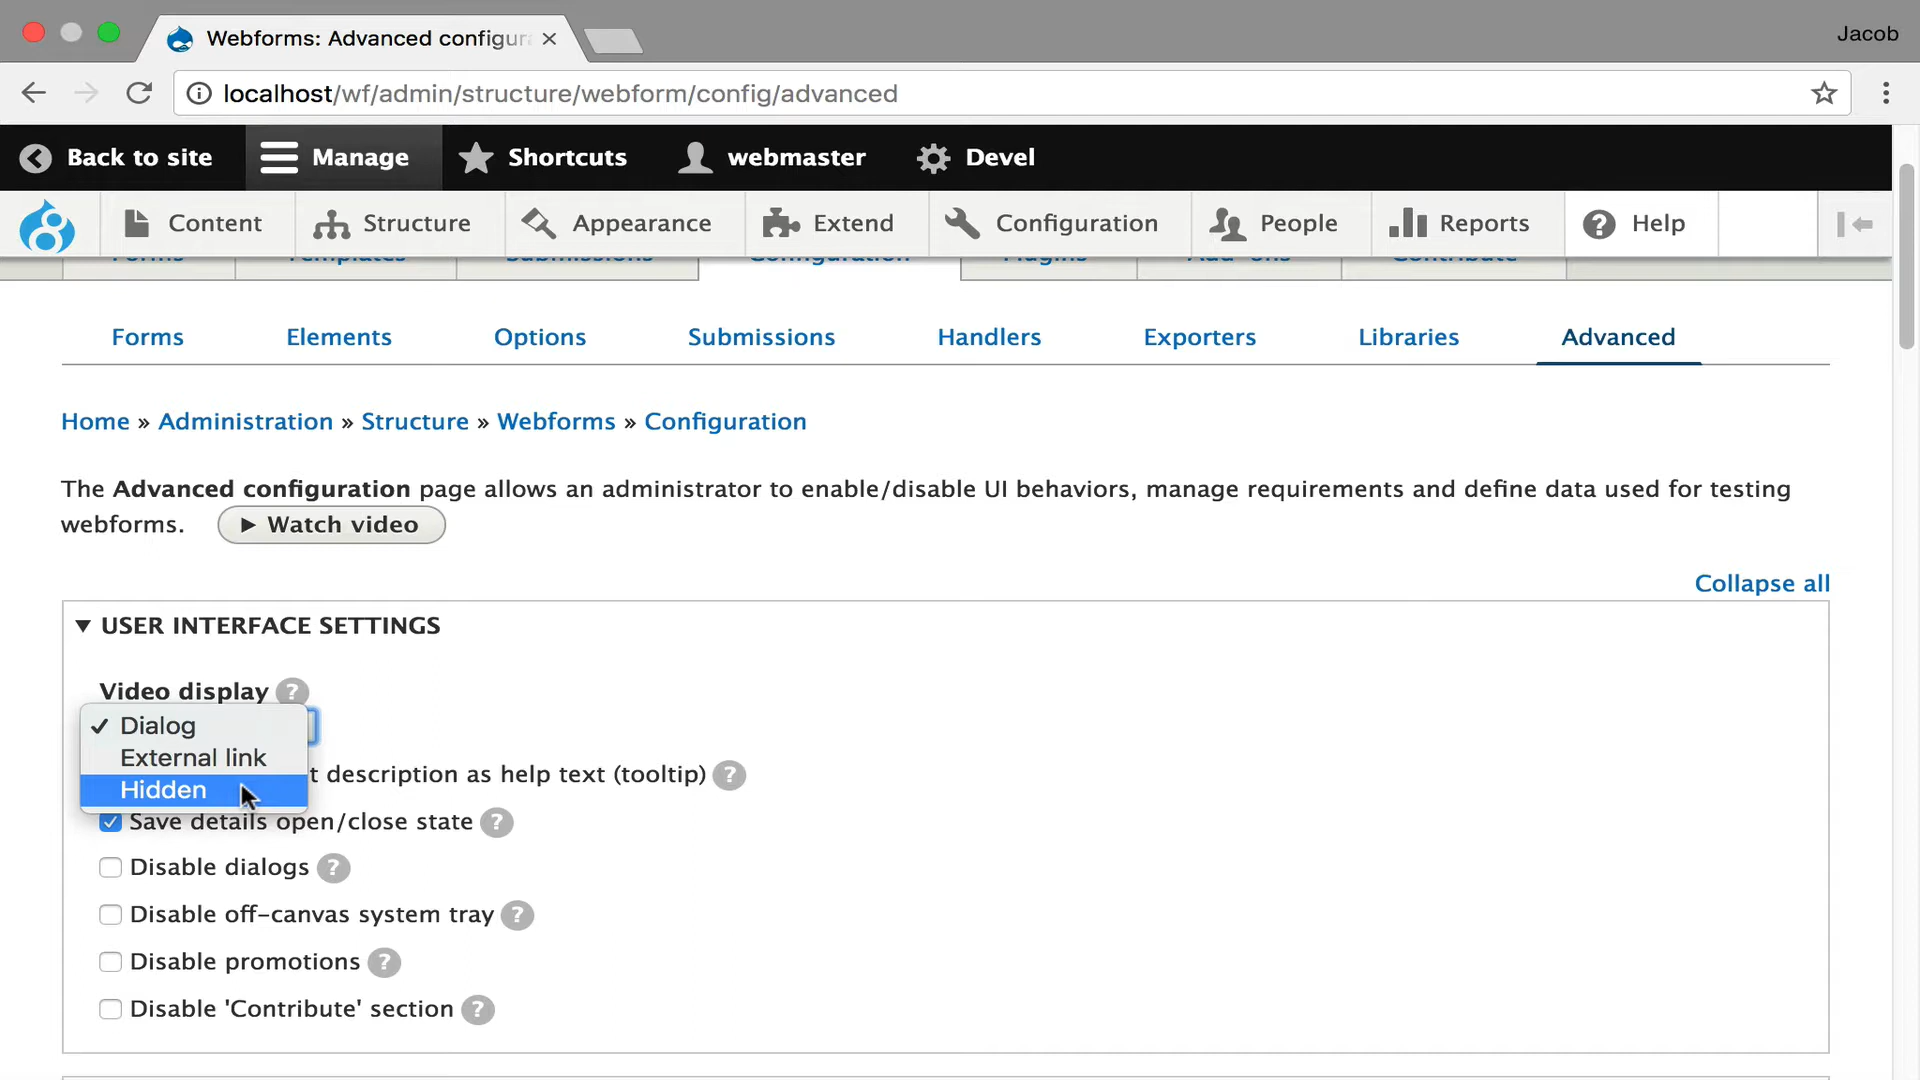 Webforms: Advanced configur
Jacob
localhost/wf/admin/structure/webform/config/advanced
Back to site Manage Shortcuts webmaster Devel
Content Structure Appearance Extend Configuration People Reports Help
Forms Templates Submissions Configuration Plugins Add-ons Contribute
Forms Elements Options Submissions Handlers Exporters Libraries Advanced
Home » Administration » Structure » Webforms » Configuration
The Advanced configuration page allows an administrator to enable/disable UI behaviors, manage requirements and define data used for testing
webforms. ▶ Watch video
Collapse all
▼ USER INTERFACE SETTINGS
Video display ?
✓ Dialog
External link
t description as help text (tooltip) ?
Hidden
Save details open/close state ?
Disable dialogs ?
Disable off-canvas system tray ?
Disable promotions ?
Disable 'Contribute' section ?